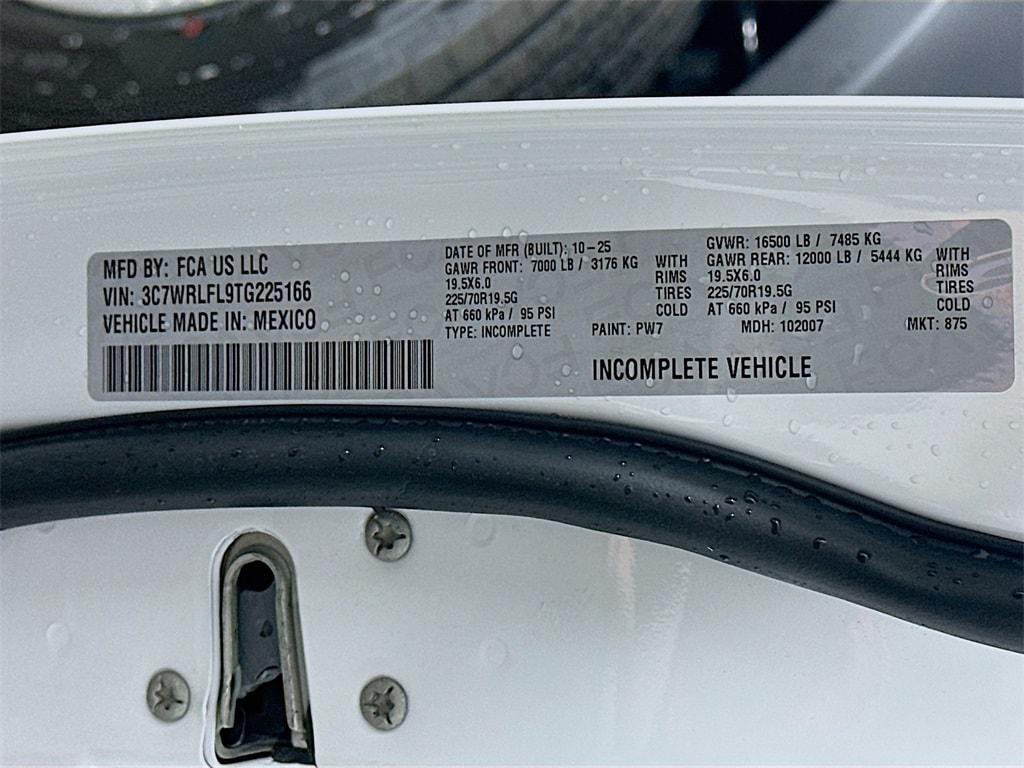 MFD BY: FCA US LLC
VIN: 3C7WRLFL9TG225166
VEHICLE MADE IN: MEXICO
DATE OF MFR (BUILT): 10-25
GAWR FRONT: 7000 LB / 3176 KG
19.5X6.0
225/70R19.5G
AT 660 kPa / 95 PSI
TYPE: INCOMPLETE
WITH
RIMS
TIRES
COLD
GVWR: 16500 LB / 7485 KG
GAWR REAR: 12000 LB / 5444 KG
19.5X6.0
225/70R19.5G
AT 660 kPa / 95 PSI
WITH
RIMS
TIRES
COLD
PAINT: PW7
MDH: 102007
MKT: 875
INCOMPLETE VEHICLE